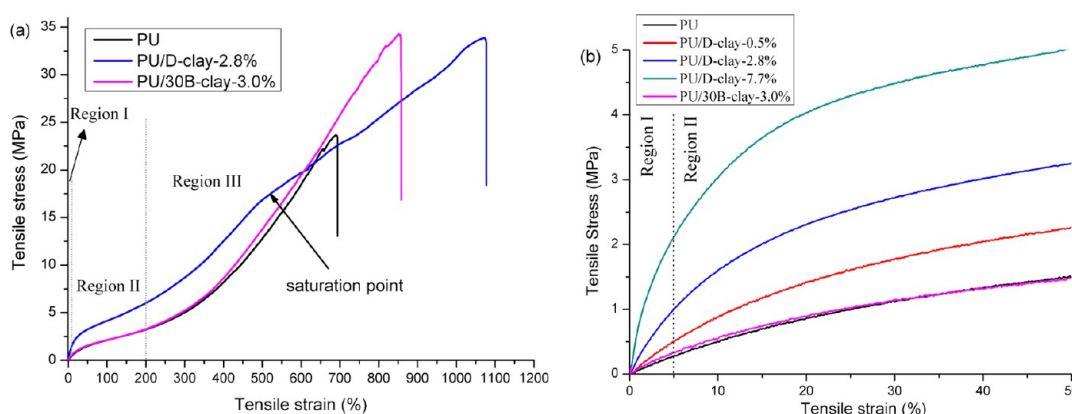 (a)
PU
PU/D-clay-2.8%
PU/30B-clay-3.0%
Region I
Region II
Region III
saturation point
Tensile stress (MPa)
35
30
25
20
15
10
5
0
0 100 200 300 400 500 600 700 800 900 1000 1100 1200
Tensile strain (%)
(b)
PU
PU/D-clay-0.5%
PU/D-clay-2.8%
PU/D-clay-7.7%
PU/30B-clay-3.0%
Region I
Region II
Tensile Stress (MPa)
5
4
3
2
1
0
0 10 20 30 40 50
Tensile strain (%)